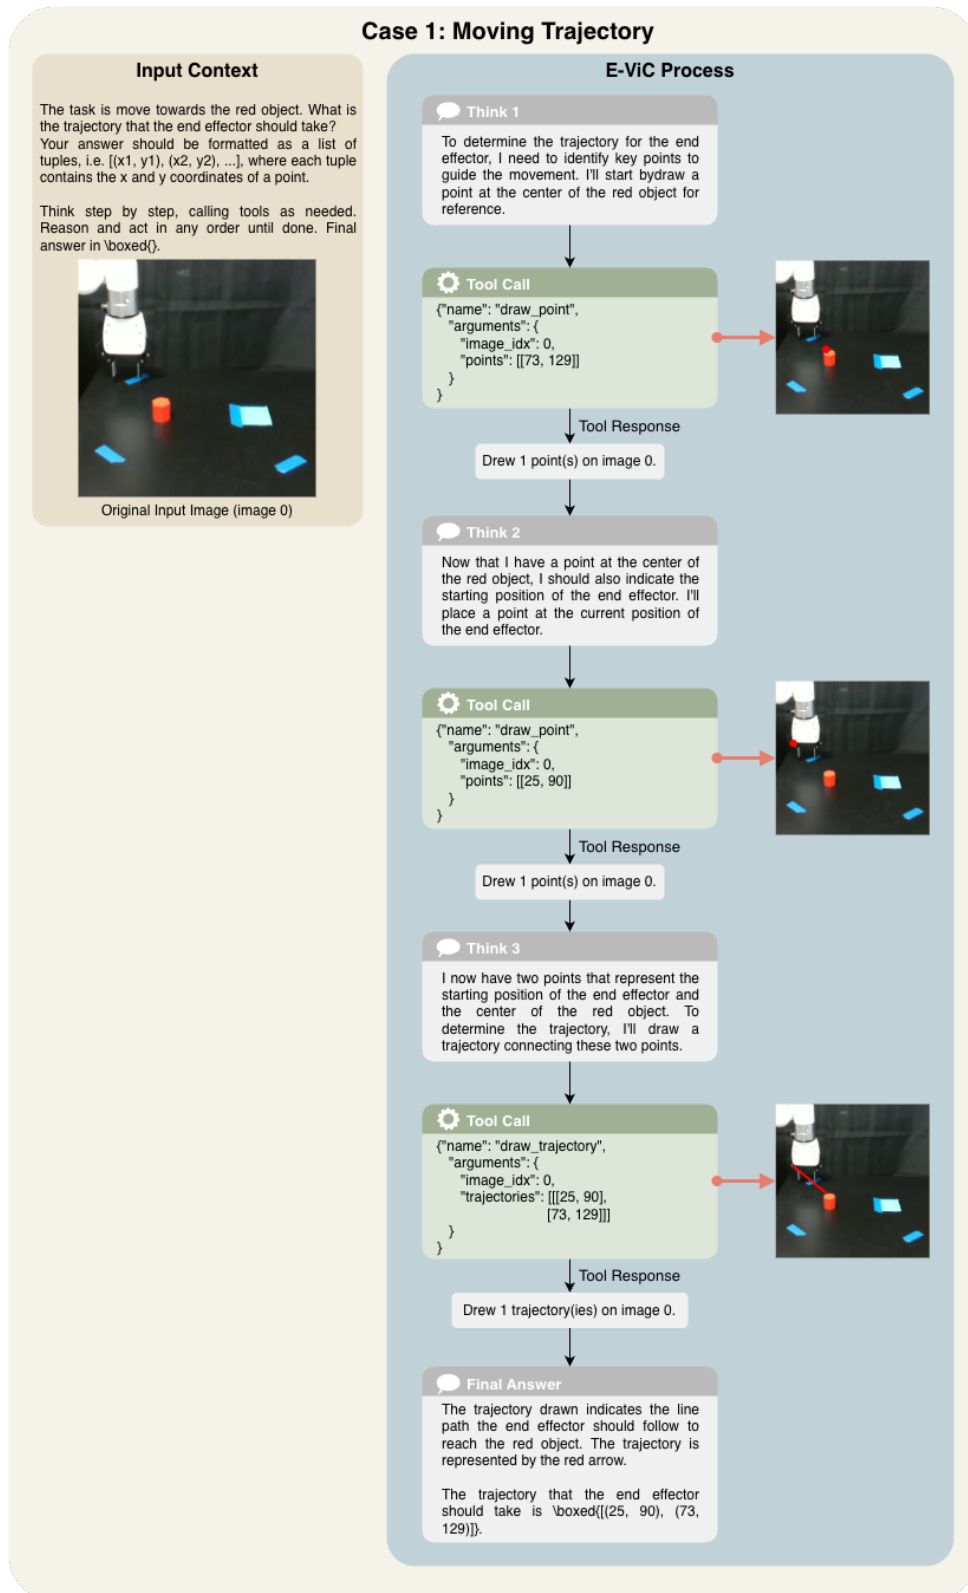 Case 1: Moving Trajectory
Input Context
The task is move towards the red object. What is
the trajectory that the end effector should take?
Your answer should be formatted as a list of
tuples, i.e. [(x1, y1), (x2, y2), ...], where each tuple
contains the x and y coordinates of a point.
Think step by step, calling tools as needed.
Reason and act in any order until done. Final
answer in \boxed{}.
Original Input Image (image 0)
E-ViC Process
Think 1
To determine the trajectory for the end
effector, I need to identify key points to
guide the movement. I'll start bydraw a
point at the center of the red object for
reference.
Tool Call
{"name": "draw_point",
"arguments": {
"image_idx": 0,
"points": [[73, 129]]
}
}
Tool Response
Drew 1 point(s) on image 0.
Think 2
Now that I have a point at the center of
the red object, I should also indicate the
starting position of the end effector. I'll
place a point at the current position of
the end effector.
Tool Call
{"name": "draw_point",
"arguments": {
"image_idx": 0,
"points": [[25, 90]]
}
}
Tool Response
Drew 1 point(s) on image 0.
Think 3
I now have two points that represent the
starting position of the end effector and
the center of the red object. To
determine the trajectory, I'll draw a
trajectory connecting these two points.
Tool Call
{"name": "draw_trajectory",
"arguments": {
"image_idx": 0,
"trajectories": [[[25, 90],
[73, 129]]]
}
}
Tool Response
Drew 1 trajectory(ies) on image 0.
Final Answer
The trajectory drawn indicates the line
path the end effector should follow to
reach the red object. The trajectory is
represented by the red arrow.
The trajectory that the end effector
should take is \boxed{[(25, 90), (73,
129)]}.